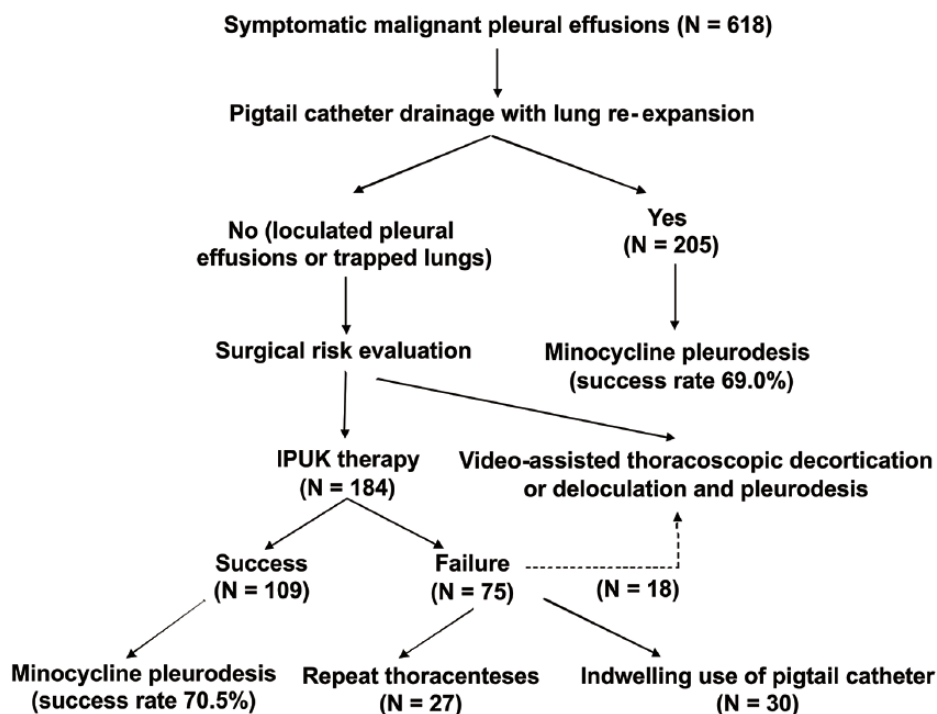 Symptomatic malignant pleural effusions (N = 618)
Pigtail catheter drainage with lung re-expansion
No (loculated pleural
effusions or trapped lungs)
Yes
(N = 205)
Surgical risk evaluation
Minocycline pleurodesis
(success rate 69.0%)
IPUK therapy
(N = 184)
Video-assisted thoracoscopic decortication
or deloculation and pleurodesis
Success
(N = 109)
Failure
(N = 75)
(N = 18)
Minocycline pleurodesis
(success rate 70.5%)
Repeat thoracenteses
(N = 27)
Indwelling use of pigtail catheter
(N = 30)